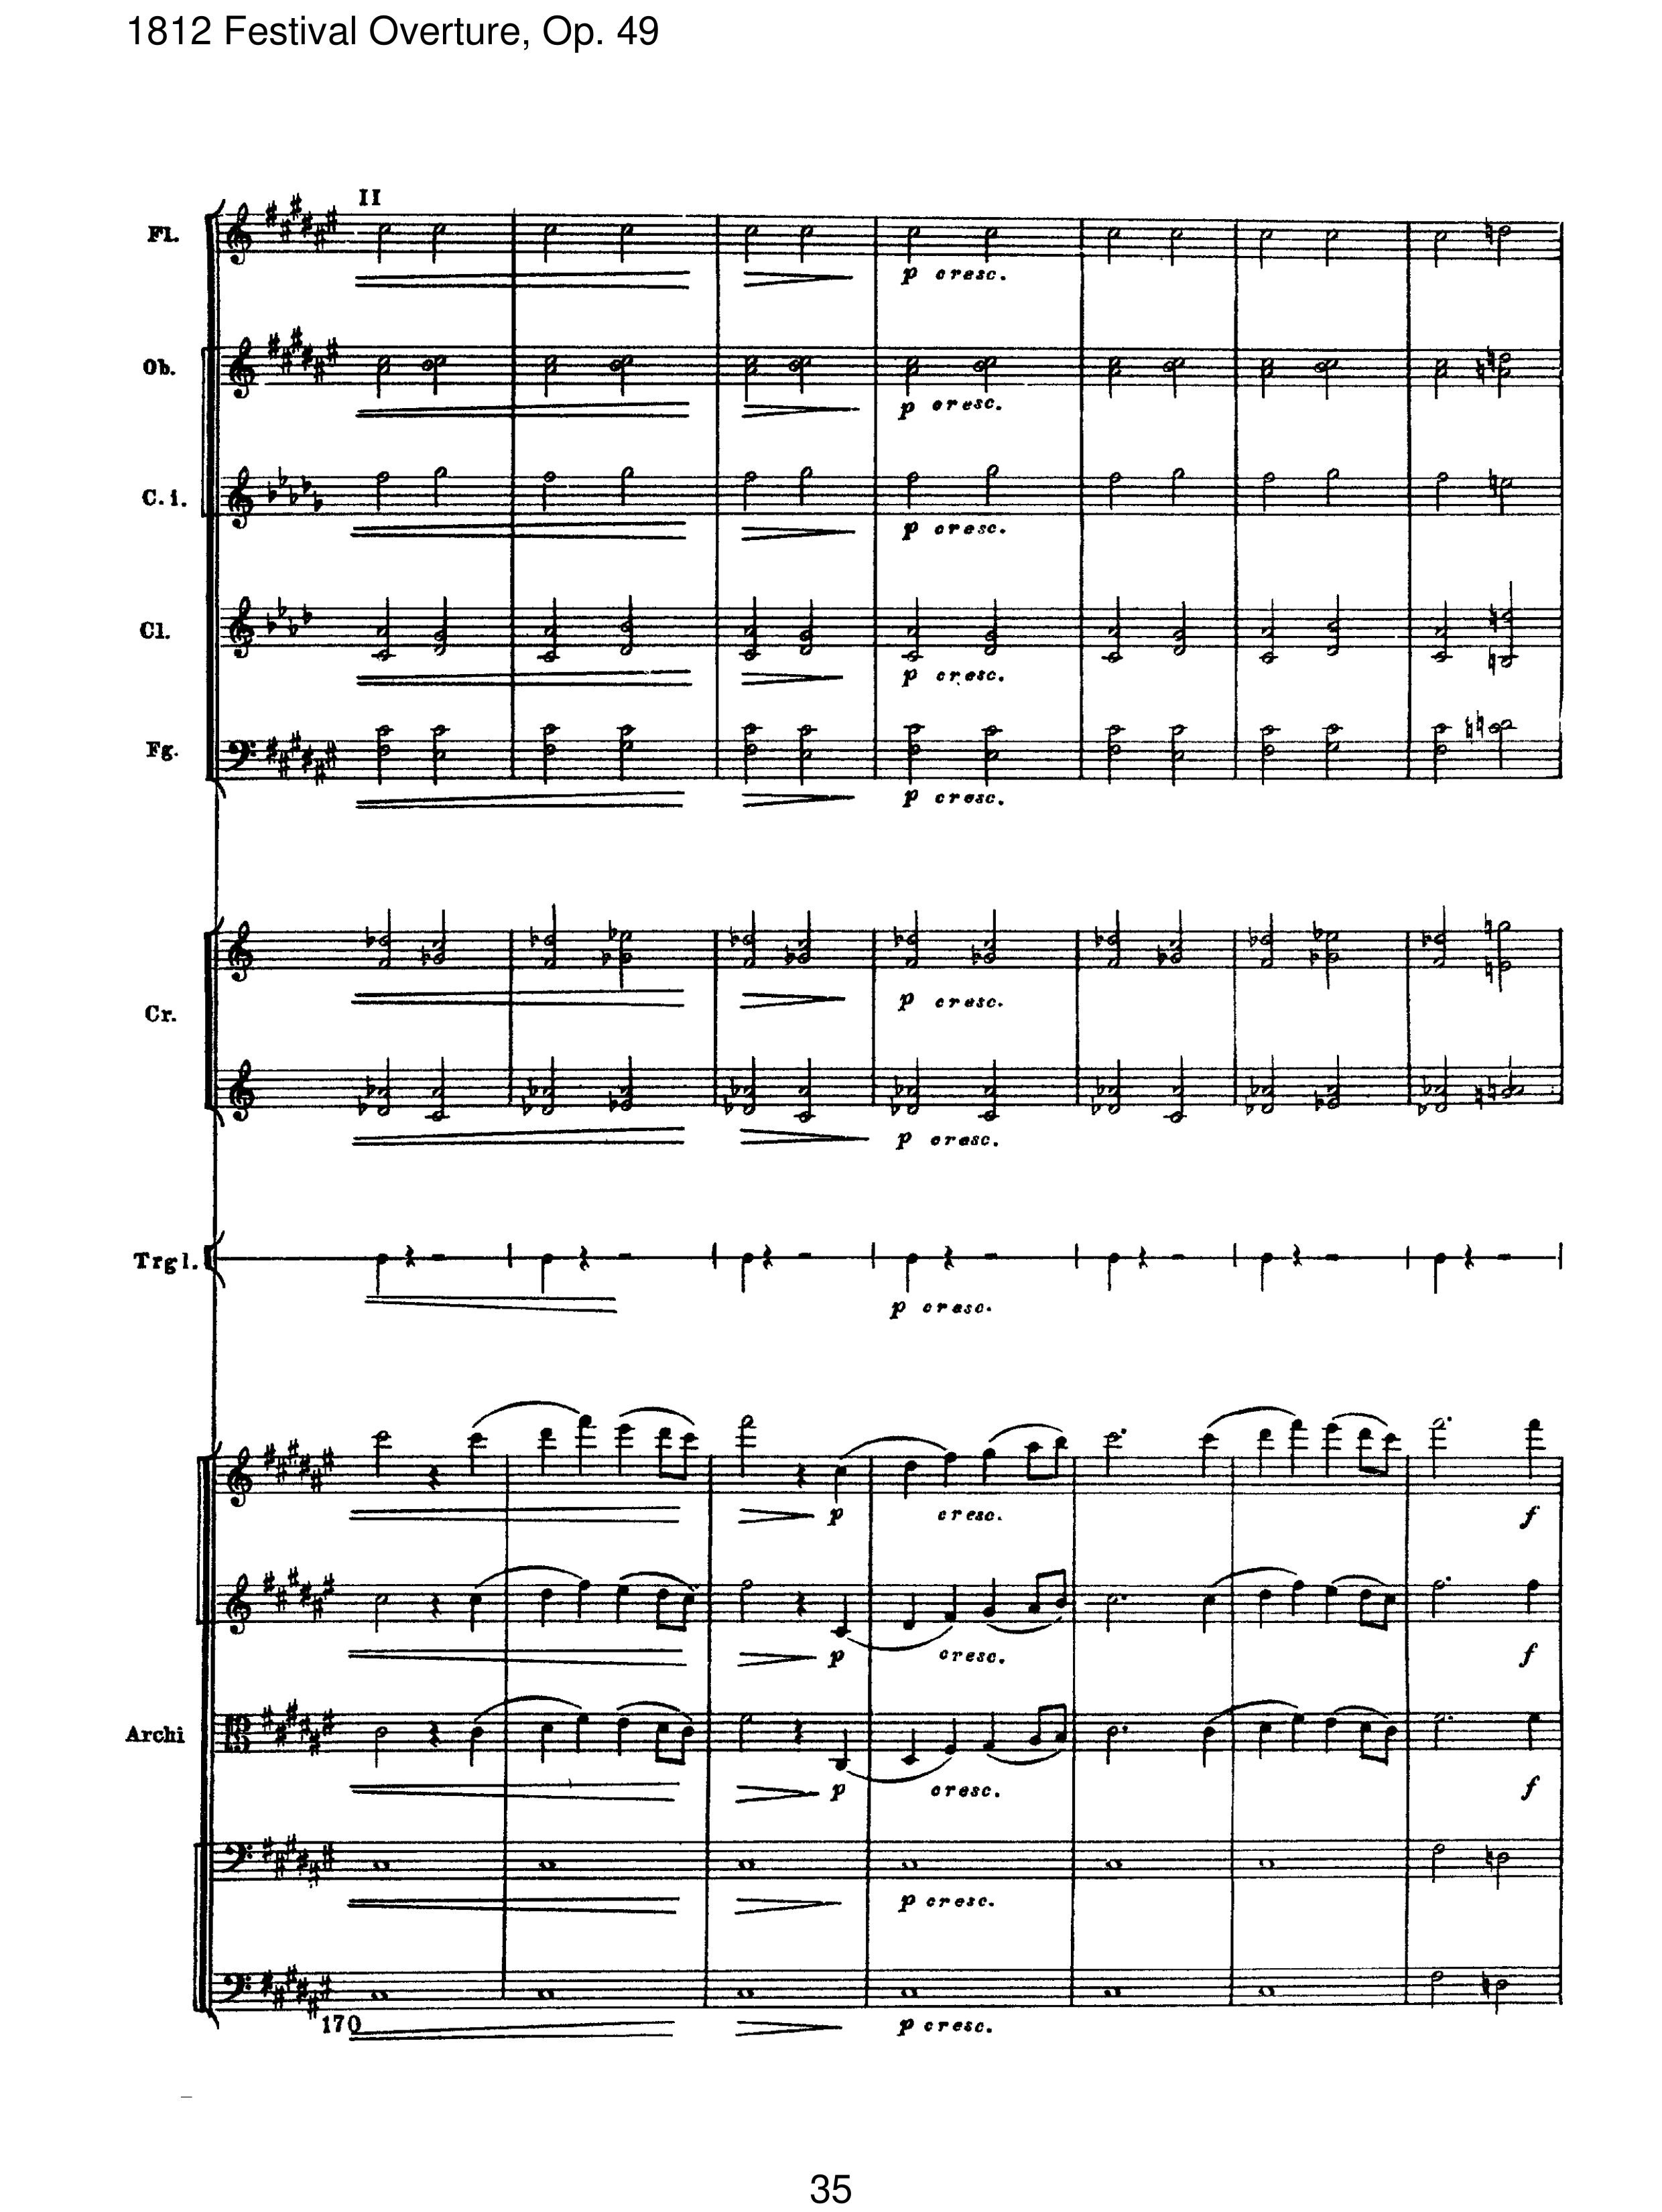 1812 Festival Overture, Op. 49
II
Fl.
p cresc.
Ob.
p cresc.
C. i.
p cresc.
Cl.
p cresc.
Fg.
p cresc.
p cresc.
Cr.
p cresc.
Trgl.
p cresc.
p cresc. f
p cresc. f
Archi
p cresc. f
p cresc.
170
p cresc.
35